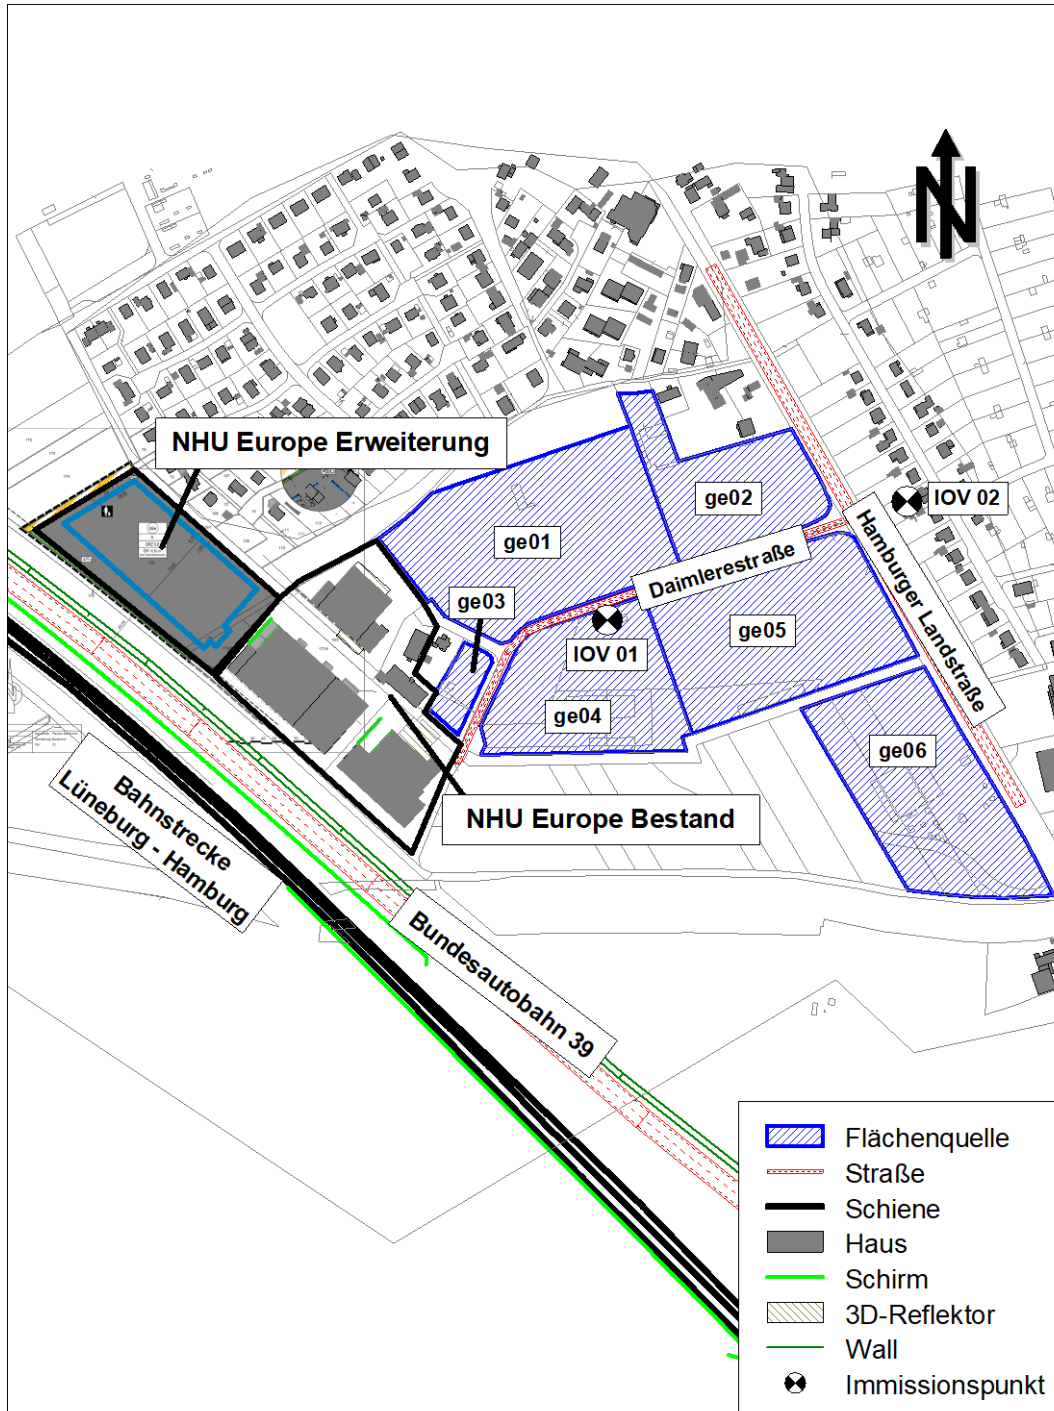 N
NHU Europe Erweiterung
ge01
ge02
IOV 02
ge03
Daimlerestraße
Hamburger Landstraße
IOV 01
ge05
ge04
ge06
NHU Europe Bestand
Bahnstrecke
Lüneburg - Hamburg
Bundesautobahn 39
Flächenquelle
Straße
Schiene
Haus
Schirm
3D-Reflektor
Wall
Immissionspunkt